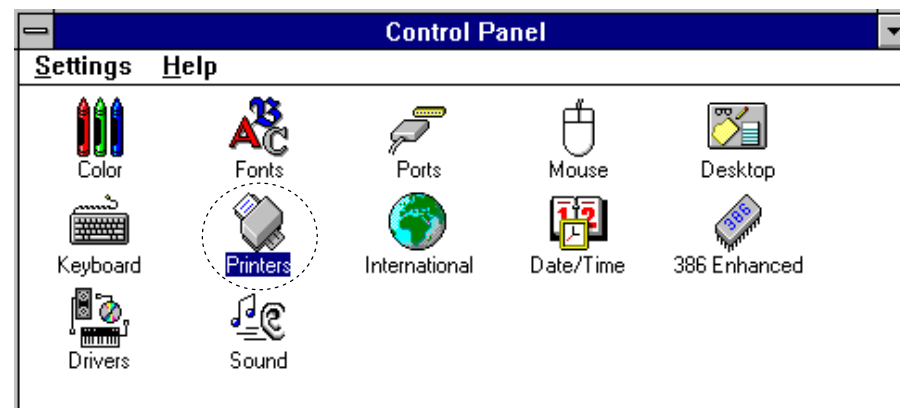 Control Panel
Settings Help
Color Fonts Ports Mouse Desktop
Keyboard Printers International Date/Time 386 Enhanced
Drivers Sound